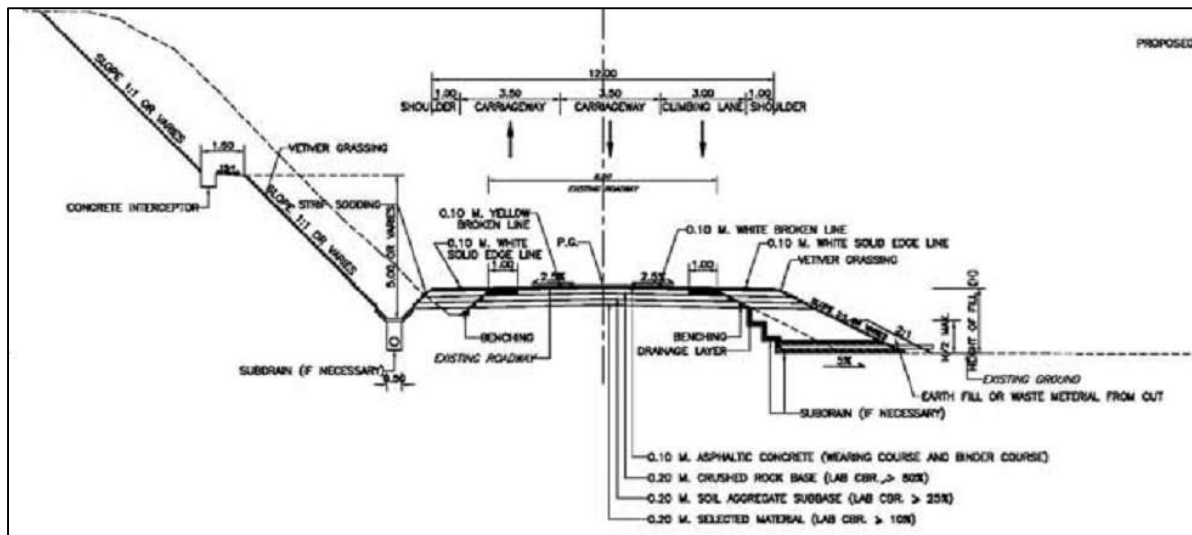 PROPOSED
12.00
1.00 3.50 3.50 3.00 1.00
SHOULDER CARRIAGEWAY CARRIAGEWAY CLIMBING LANE SHOULDER
SLOPE 1:1 OR VARIES
1.50
VETIVER GRASSING
CONCRETE INTERCEPTOR
SLOPE 1:1 OR VARIES
STRIP SODDING
5.00 OR VARIES
EXISTING ROADWAY
0.10 M. YELLOW
BROKEN LINE
0.10 M. WHITE
SOLID EDGE LINE
P.G.
0.10 M. WHITE BROKEN LINE
0.10 M. WHITE SOLID EDGE LINE
VETIVER GRASSING
1.00 2.5% 2.5% 1.00
BENCHING
EXISTING ROADWAY
BENCHING
DRAINAGE LAYER
2:1
H/2 MAX.
HEIGHT OF FILL (H)
SUBDRAIN (IF NECESSARY)
0.50
5%
EXISTING GROUND
EARTH FILL OR WASTE METERIAL FROM CUT
SUBDRAIN (IF NECESSARY)
0.10 M. ASPHALTIC CONCRETE (WEARING COURSE AND BINDER COURSE)
0.20 M. CRUSHED ROCK BASE (LAB CBR. > 80%)
0.20 M. SOIL AGGREGATE SUBBASE (LAB CBR. > 25%)
0.20 M. SELECTED MATERIAL (LAB CBR. > 10%)